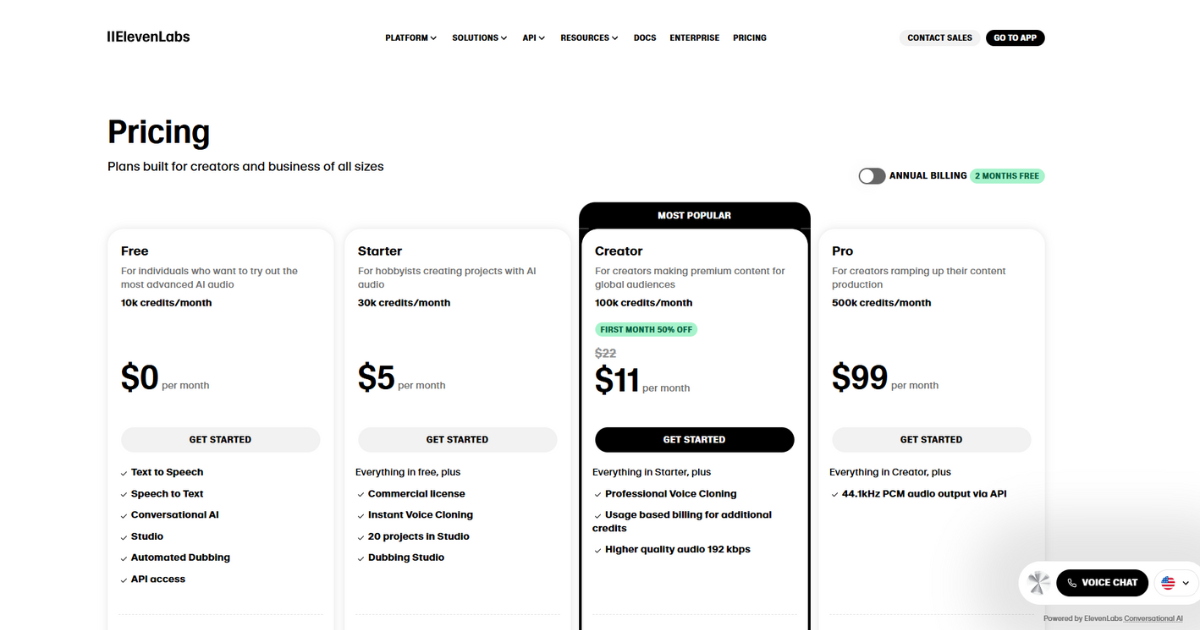 IIElevenLabs
PLATFORM
SOLUTIONS
API
RESOURCES
DOCS
ENTERPRISE
PRICING
CONTACT SALES
GO TO APP
Pricing
Plans built for creators and business of all sizes
ANNUAL BILLING
2 MONTHS FREE
Free
For individuals who want to try out the
most advanced AI audio
10k credits/month
$0 per month
GET STARTED
Text to Speech
Speech to Text
Conversational AI
Studio
Automated Dubbing
API access
Starter
For hobbyists creating projects with AI
audio
30k credits/month
$5 per month
GET STARTED
Everything in free, plus
Commercial license
Instant Voice Cloning
20 projects in Studio
Dubbing Studio
MOST POPULAR
Creator
For creators making premium content for
global audiences
100k credits/month
FIRST MONTH 50% OFF
$22
$11 per month
GET STARTED
Everything in Starter, plus
Professional Voice Cloning
Usage based billing for additional
credits
Higher quality audio 192 kbps
Pro
For creators ramping up their content
production
500k credits/month
$99 per month
GET STARTED
Everything in Creator, plus
44.1kHz PCM audio output via API
VOICE CHAT
Powered by ElevenLabs Conversational AI